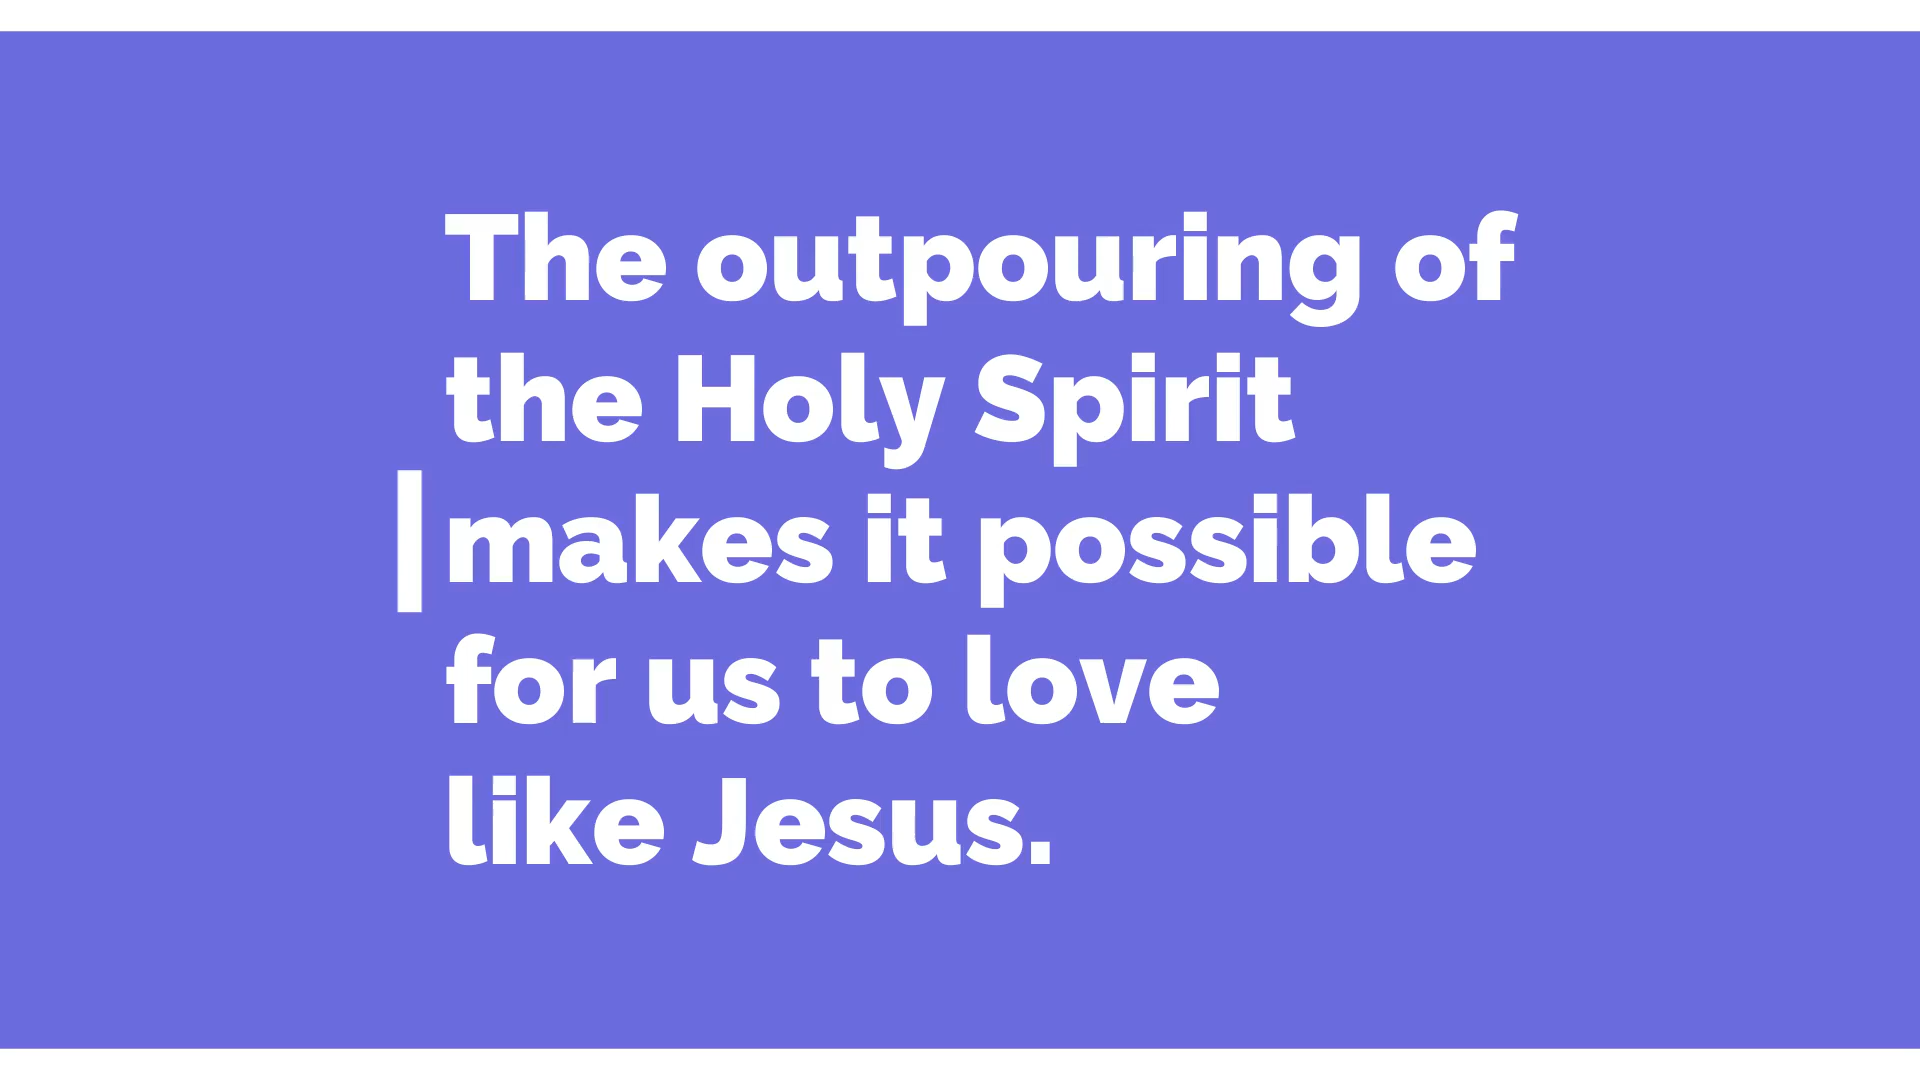 The outpouring of
the Holy Spirit
makes it possible
for us to love
like Jesus.